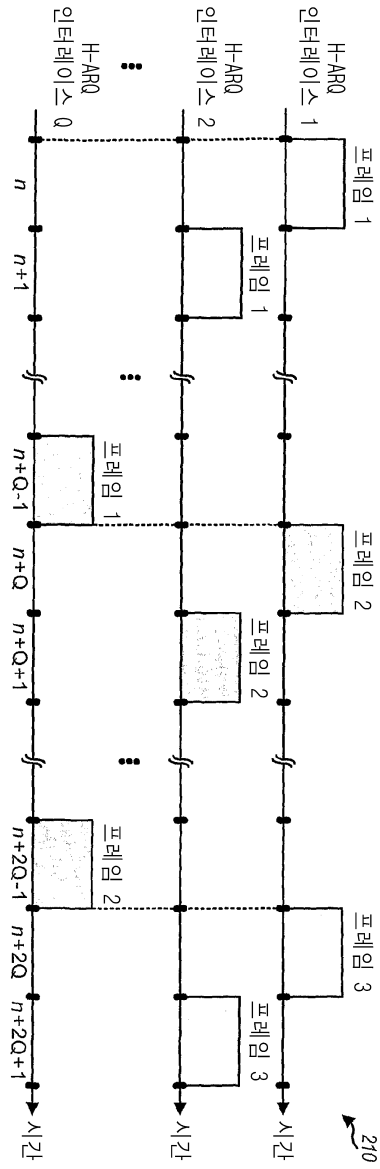 210
프레임 1
프레임 2
프레임 3
H-ARQ
인터레이스 1
시간
프레임 1
프레임 2
프레임 3
H-ARQ
인터레이스 2
시간
프레임 1
프레임 2
H-ARQ
인터레이스 Q
시간
n
n+1
n+Q-1
n+Q
n+Q+1
n+2Q-1
n+2Q
n+2Q+1